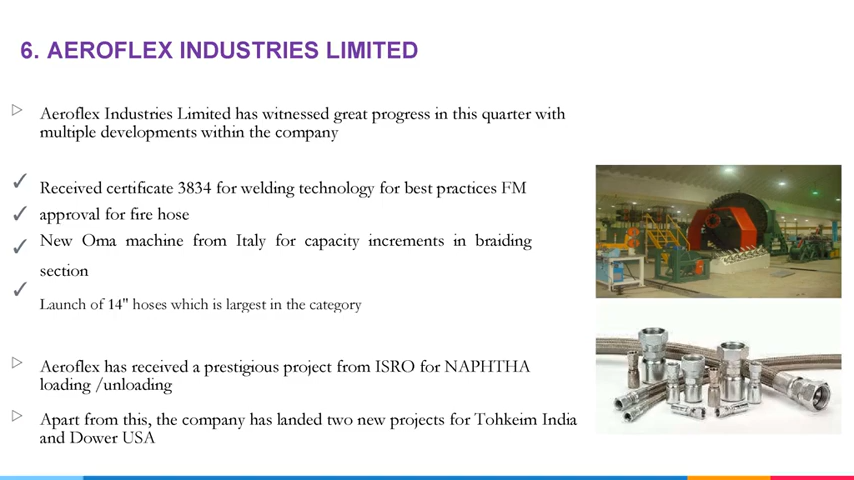 6. AEROFLEX INDUSTRIES LIMITED
Aeroflex Industries Limited has witnessed great progress in this quarter with
multiple developments within the company
Received certificate 3834 for welding technology for best practices FM
approval for fire hose
New Oma machine from Italy for capacity increments in braiding
section
Launch of 14" hoses which is largest in the category
Aeroflex has received a prestigious project from ISRO for NAPHTHA
loading /unloading
Apart from this, the company has landed two new projects for Tohkeim India
and Dower USA